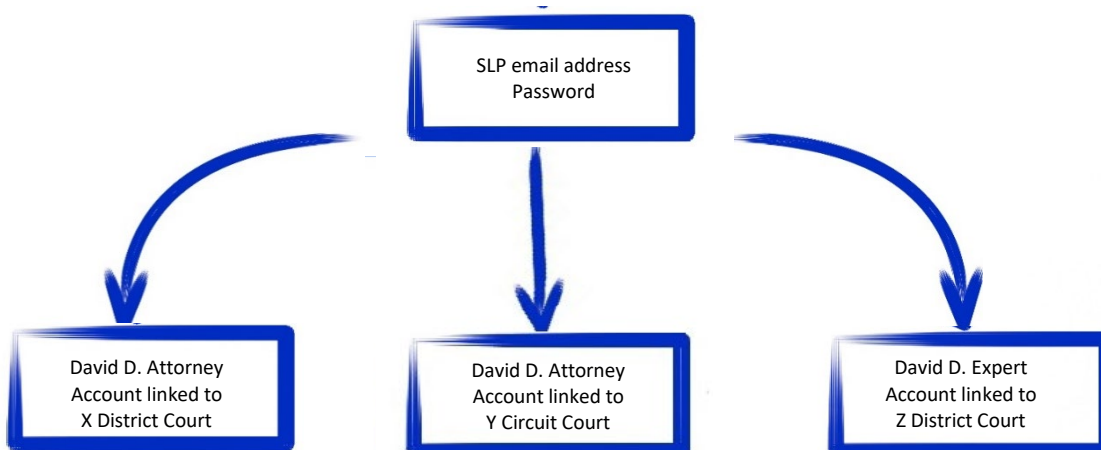 SLP email address
Password
David D. Attorney
Account linked to
X District Court
David D. Attorney
Account linked to
Y Circuit Court
David D. Expert
Account linked to
Z District Court